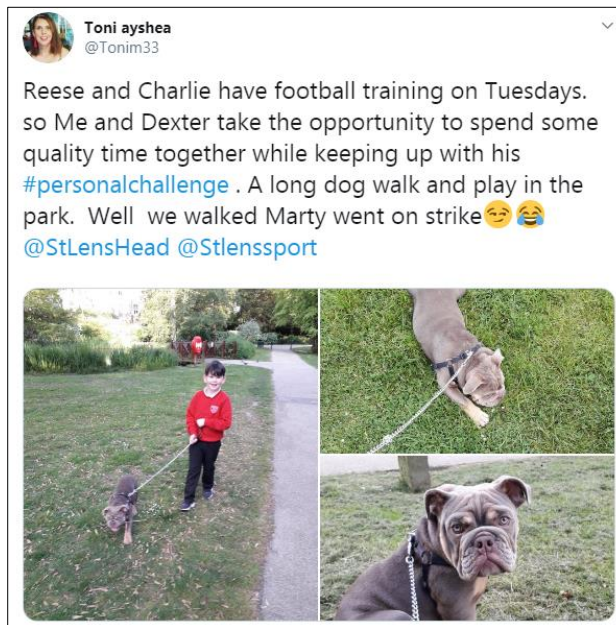 Toni ayshea
@Tonim33
Reese and Charlie have football training on Tuesdays.
so Me and Dexter take the opportunity to spend some
quality time together while keeping up with his
#personalchallenge . A long dog walk and play in the
park.  Well  we walked Marty went on strike😏😂
@StLensHead @Stlenssport